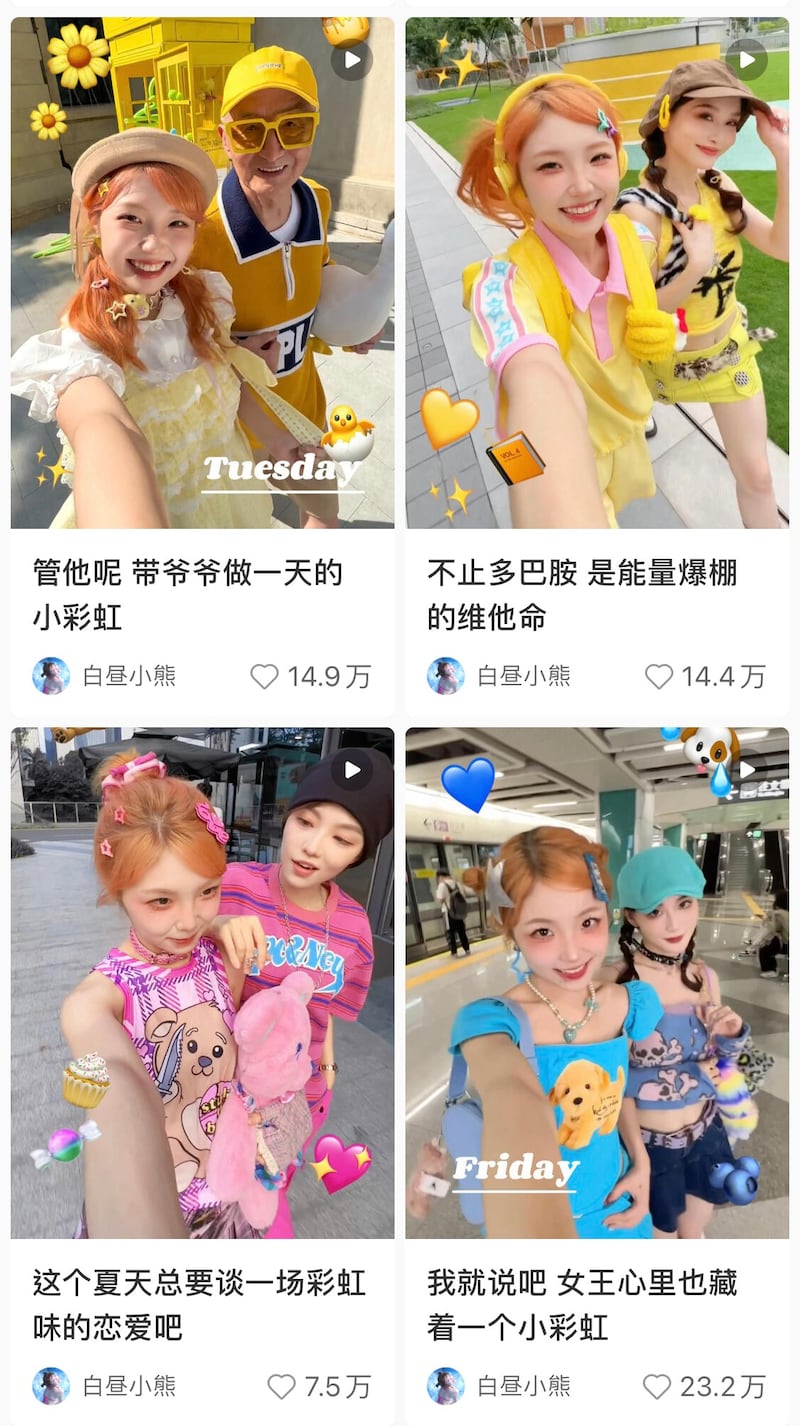 Tuesday
管他呢 带爷爷做一天的
小彩虹
白昼小熊
14.9万
VOL.4
不止多巴胺 是能量爆棚
的维他命
白昼小熊
14.4万
这个夏天总要谈一场彩虹
味的恋爱吧
白昼小熊
7.5万
Friday
我就说吧 女王心里也藏
着一个小彩虹
白昼小熊
23.2万